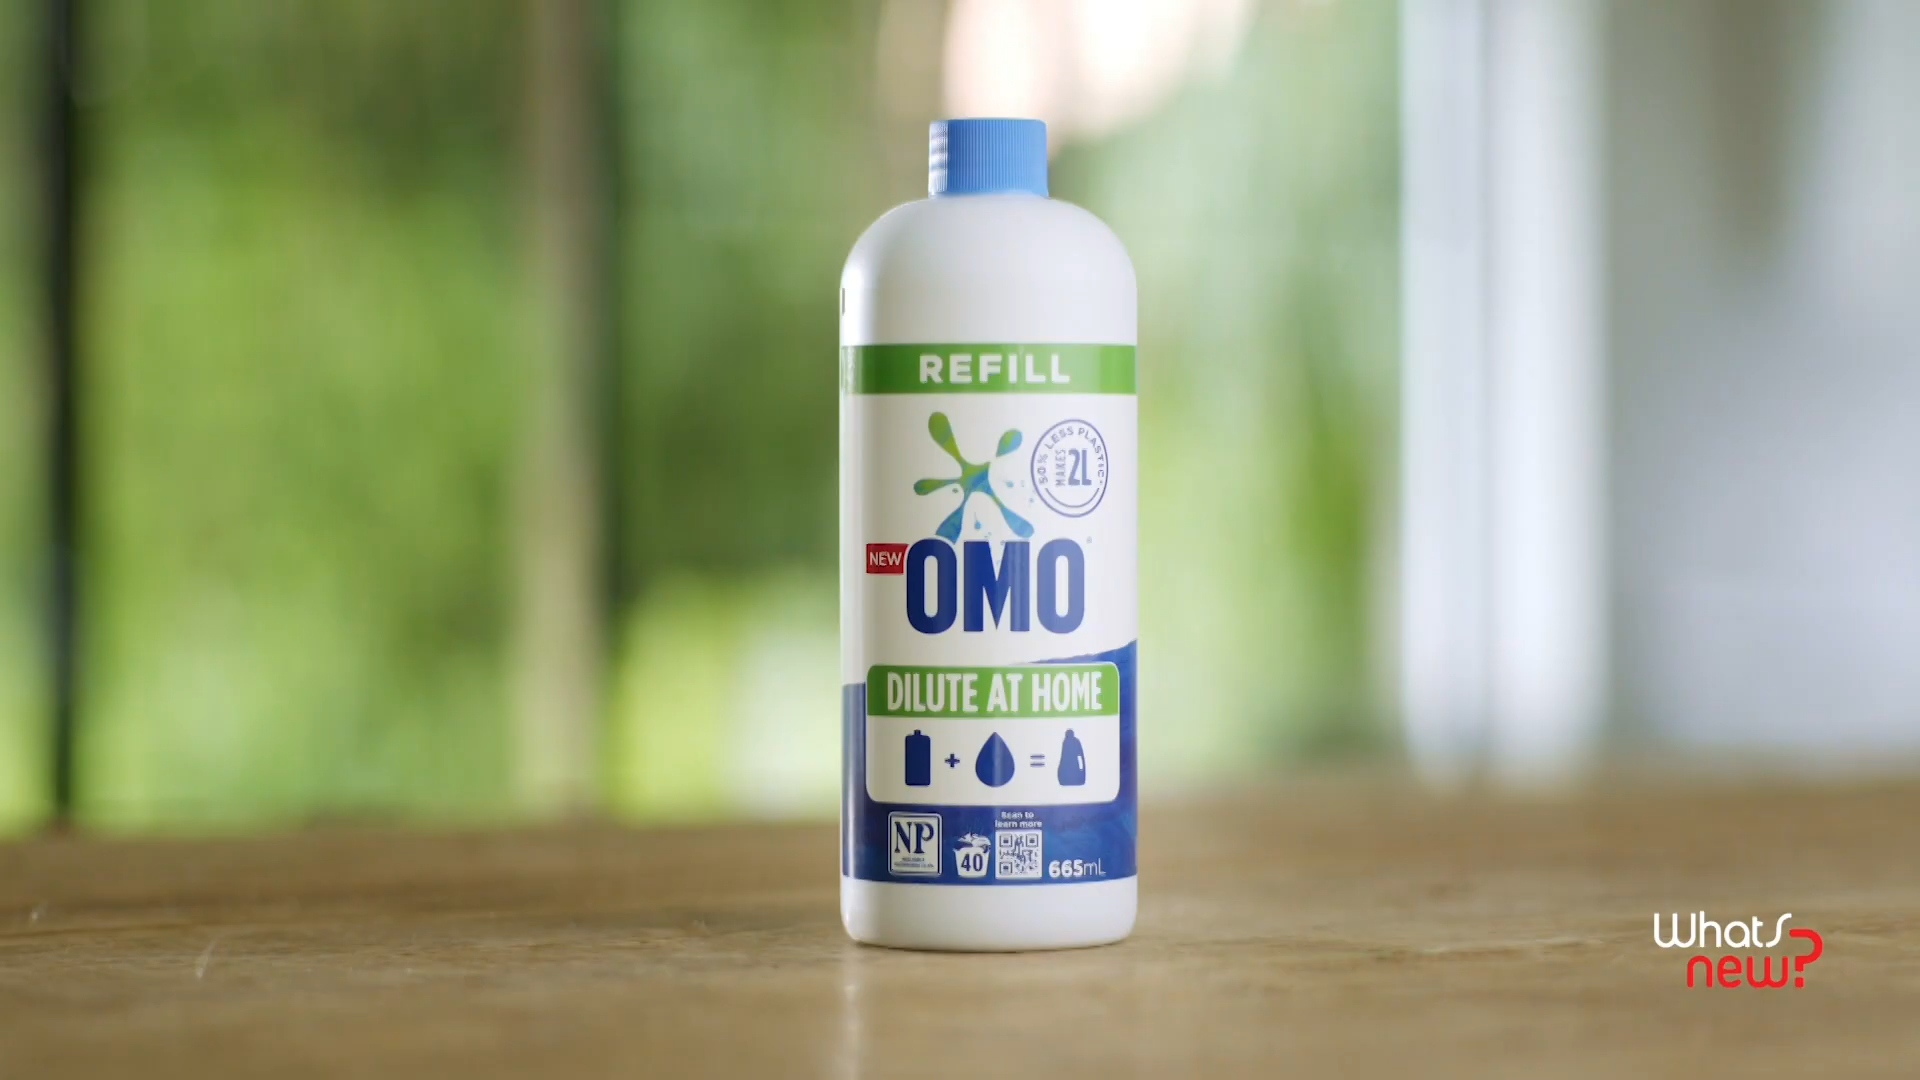 REFILL
50% LESS PLASTIC*
MAKES 2L
NEW
OMO
DILUTE AT HOME
+ =
NP
40
Scan to
learn more
665mL
Whats
new?